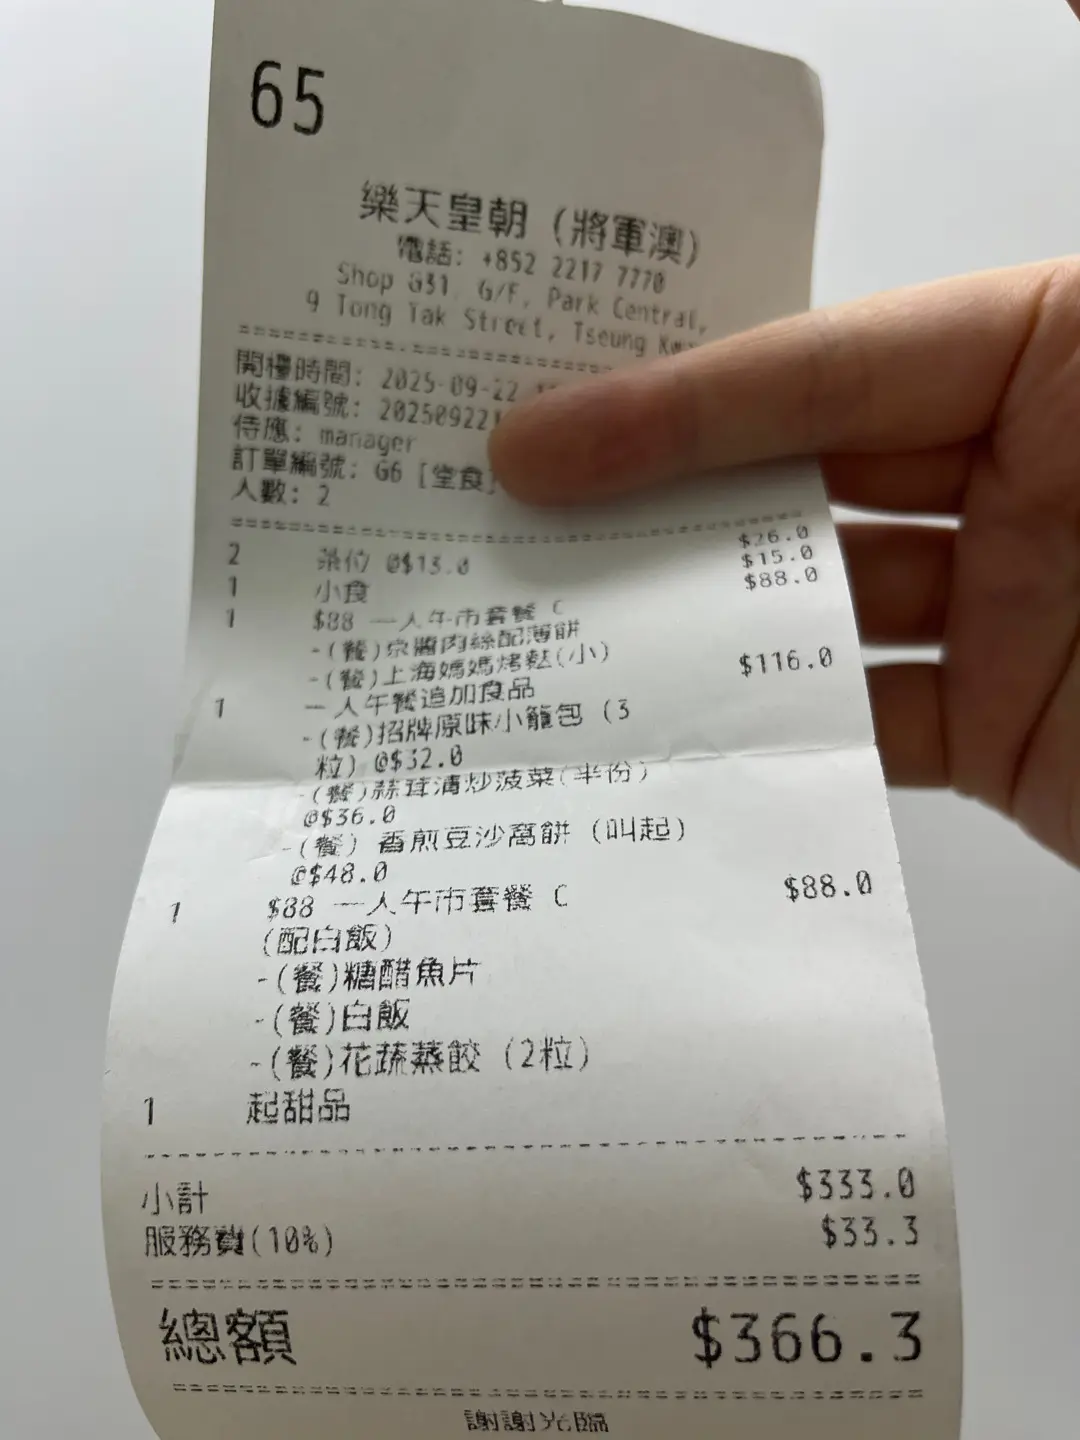 65
樂天皇朝 (將軍澳)
電話: +852 2217 7770
Shop G31, G/F, Park Central,
9 Tong Tak Street, Tseung
開檯時間: 2025-09-22
收據編號: 202509221
侍應: manager
訂單編號: G6 [堂食]
人數: 2
2 茶位 @$13.0 $26.0
1 小食 $15.0
1 $88 一人午市套餐 C $88.0
-(餐)京醬肉絲配薄餅
-(餐)上海媽媽烤麩(小)
1 一人午餐追加食品 $116.0
-(餐)招牌原味小籠包 (3
粒) @$32.0
-(餐)蒜茸清炒菠菜(半份)
@$36.0
-(餐) 香煎豆沙窩餅 (叫起)
@$48.0
1 $88 一人午市套餐 C $88.0
(配白飯)
-(餐)糖醋魚片
-(餐)白飯
-(餐)花蔬蒸餃 (2粒)
1 起甜品
小計 $333.0
服務費(10%) $33.3
總額 $366.3
謝謝光臨